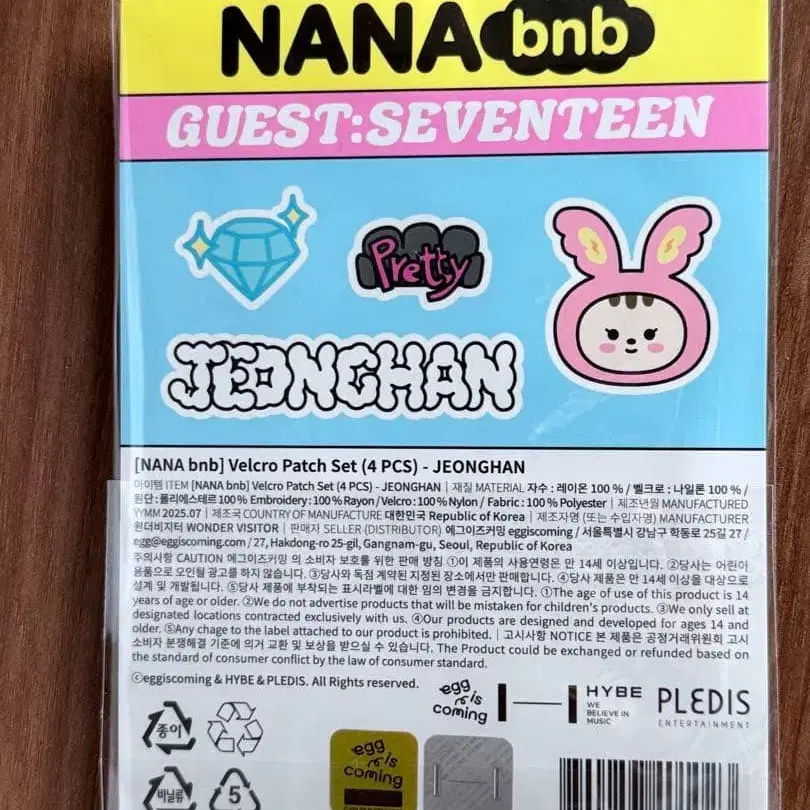 NANA bnb
GUEST:SEVENTEEN
Pretty
JEONGHAN
[NANA bnb] Velcro Patch Set (4 PCS) - JEONGHAN
아이템 ITEM [NANA bnb] Velcro Patch Set (4 PCS) - JEONGHAN | 재질 MATERIAL 자수 : 레이온 100 % / 벨크로 : 나일론 100 % /
원단 : 폴리에스테르 100 % Embroidery : 100 % Rayon / Velcro : 100 % Nylon / Fabric : 100 % Polyester | 제조년월 MANUFACTURED
YYMM 2025.07 | 제조국 COUNTRY OF MANUFACTURE 대한민국 Republic of Korea | 제조자명 (또는 수입자명) MANUFACTURER
원더비지터 WONDER VISITOR | 판매자 SELLER (DISTRIBUTOR) 에그이즈커밍 eggiscoming / 서울특별시 강남구 학동로 25길 27 /
egg@eggiscoming.com / 27, Hakdong-ro 25-gil, Gangnam-gu, Seoul, Republic of Korea
주의사항 CAUTION 에그이즈커밍 의 소비자 보호를 위한 판매 방침 ①이 제품의 사용연령은 만 14세 이상입니다. ②당사는 어린이
용품으로 오인될 광고를 하지 않습니다. ③당사와 독점 계약된 지정된 장소에서만 판매합니다. ④당사 제품은 만 14세 이상을 대상으로
설계 및 개발됩니다. ⑤당사 제품에 부착되는 표시라벨에 대한 임의 변경을 금지합니다. ①The age of use of this product is 14
years of age or older. ②We do not advertise products that will be mistaken for children's products. ③We only sell at
designated locations contracted exclusively with us. ④Our products are designed and developed for ages 14 and
older. ⑤Any chage to the label attached to our product is prohibited. | 고시사항 NOTICE 본 제품은 공정거래위원회 고시
소비자 분쟁해결 기준에 의거 교환 및 보상을 받으실 수 있습니다. The Product could be exchanged or refunded based on
the standard of consumer conflict by the law of consumer standard.
©eggiscoming & HYBE & PLEDIS. All Rights reserved.
egg is coming
HYBE
WE
BELIEVE IN
MUSIC
PLEDIS
ENTERTAINMENT
종이
비닐류
5
egg is
coming